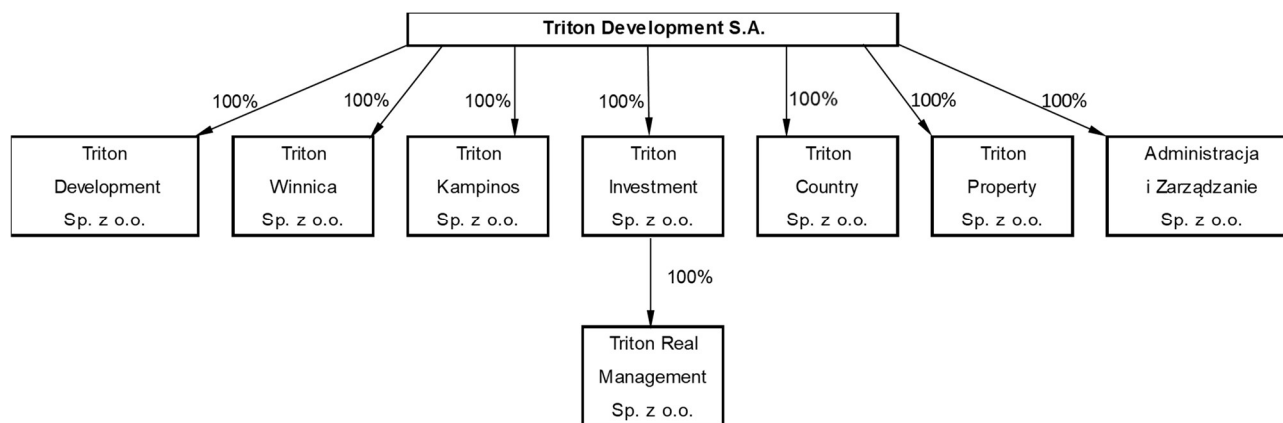 Triton Development S.A.
100%
100%
100%
100%
100%
100%
100%
Triton
Development
Sp. z o.o.
Triton
Winnica
Sp. z o.o.
Triton
Kampinos
Sp. z o.o.
Triton
Investment
Sp. z o.o.
Triton
Country
Sp. z o.o.
Triton
Property
Sp. z o.o.
Administracja
i Zarządzanie
Sp. z o.o.
100%
Triton Real
Management
Sp. z o.o.